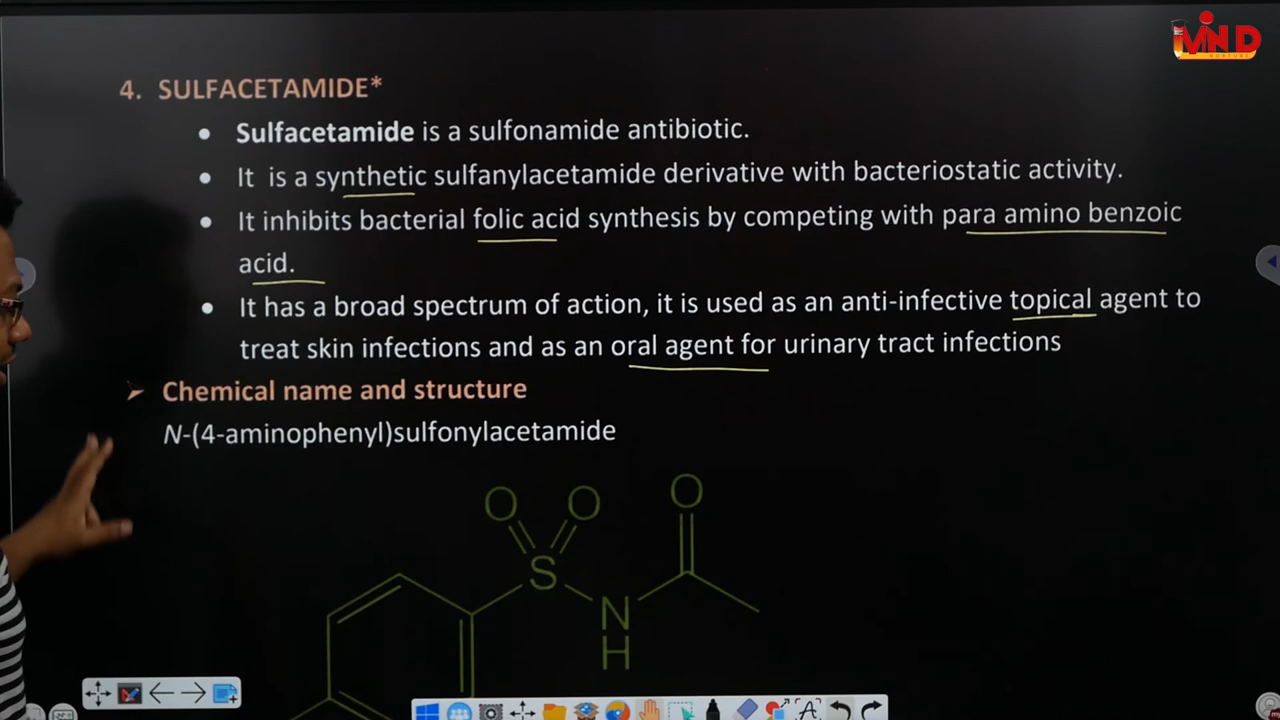 MND
NURTURE
4. SULFACETAMIDE*
• Sulfacetamide is a sulfonamide antibiotic.
• It is a synthetic sulfanylacetamide derivative with bacteriostatic activity.
• It inhibits bacterial folic acid synthesis by competing with para amino benzoic
acid.
• It has a broad spectrum of action, it is used as an anti-infective topical agent to
treat skin infections and as an oral agent for urinary tract infections
➤ Chemical name and structure
N-(4-aminophenyl)sulfonylacetamide
O O O
S
N
H
A